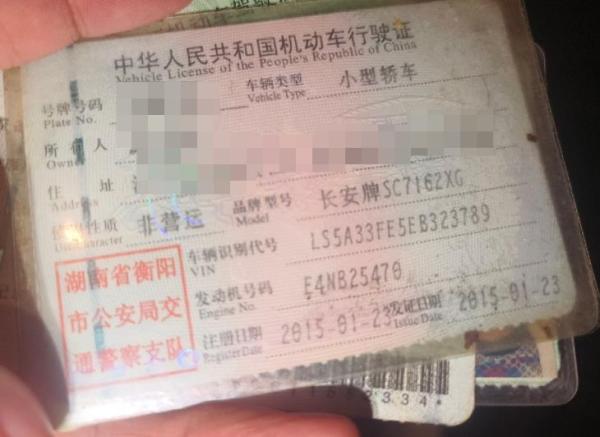 中华人民共和国机动车行驶证
Vehicle License of the People's Republic of China
号牌号码 车辆类型 小型轿车
Plate No. Vehicle Type
所有人
Owner
住址
Address
使用性质 非营运 品牌型号 长安牌SC7162XG
Use Character Model
车辆识别代号 LS5A33FE5EB323789
VIN
发动机号码 E4NB25470
Engine No.
注册日期 2015-01-23 发证日期 2015-01-23
Register Date Issue Date
湖南省衡阳
市公安局交
通警察支队